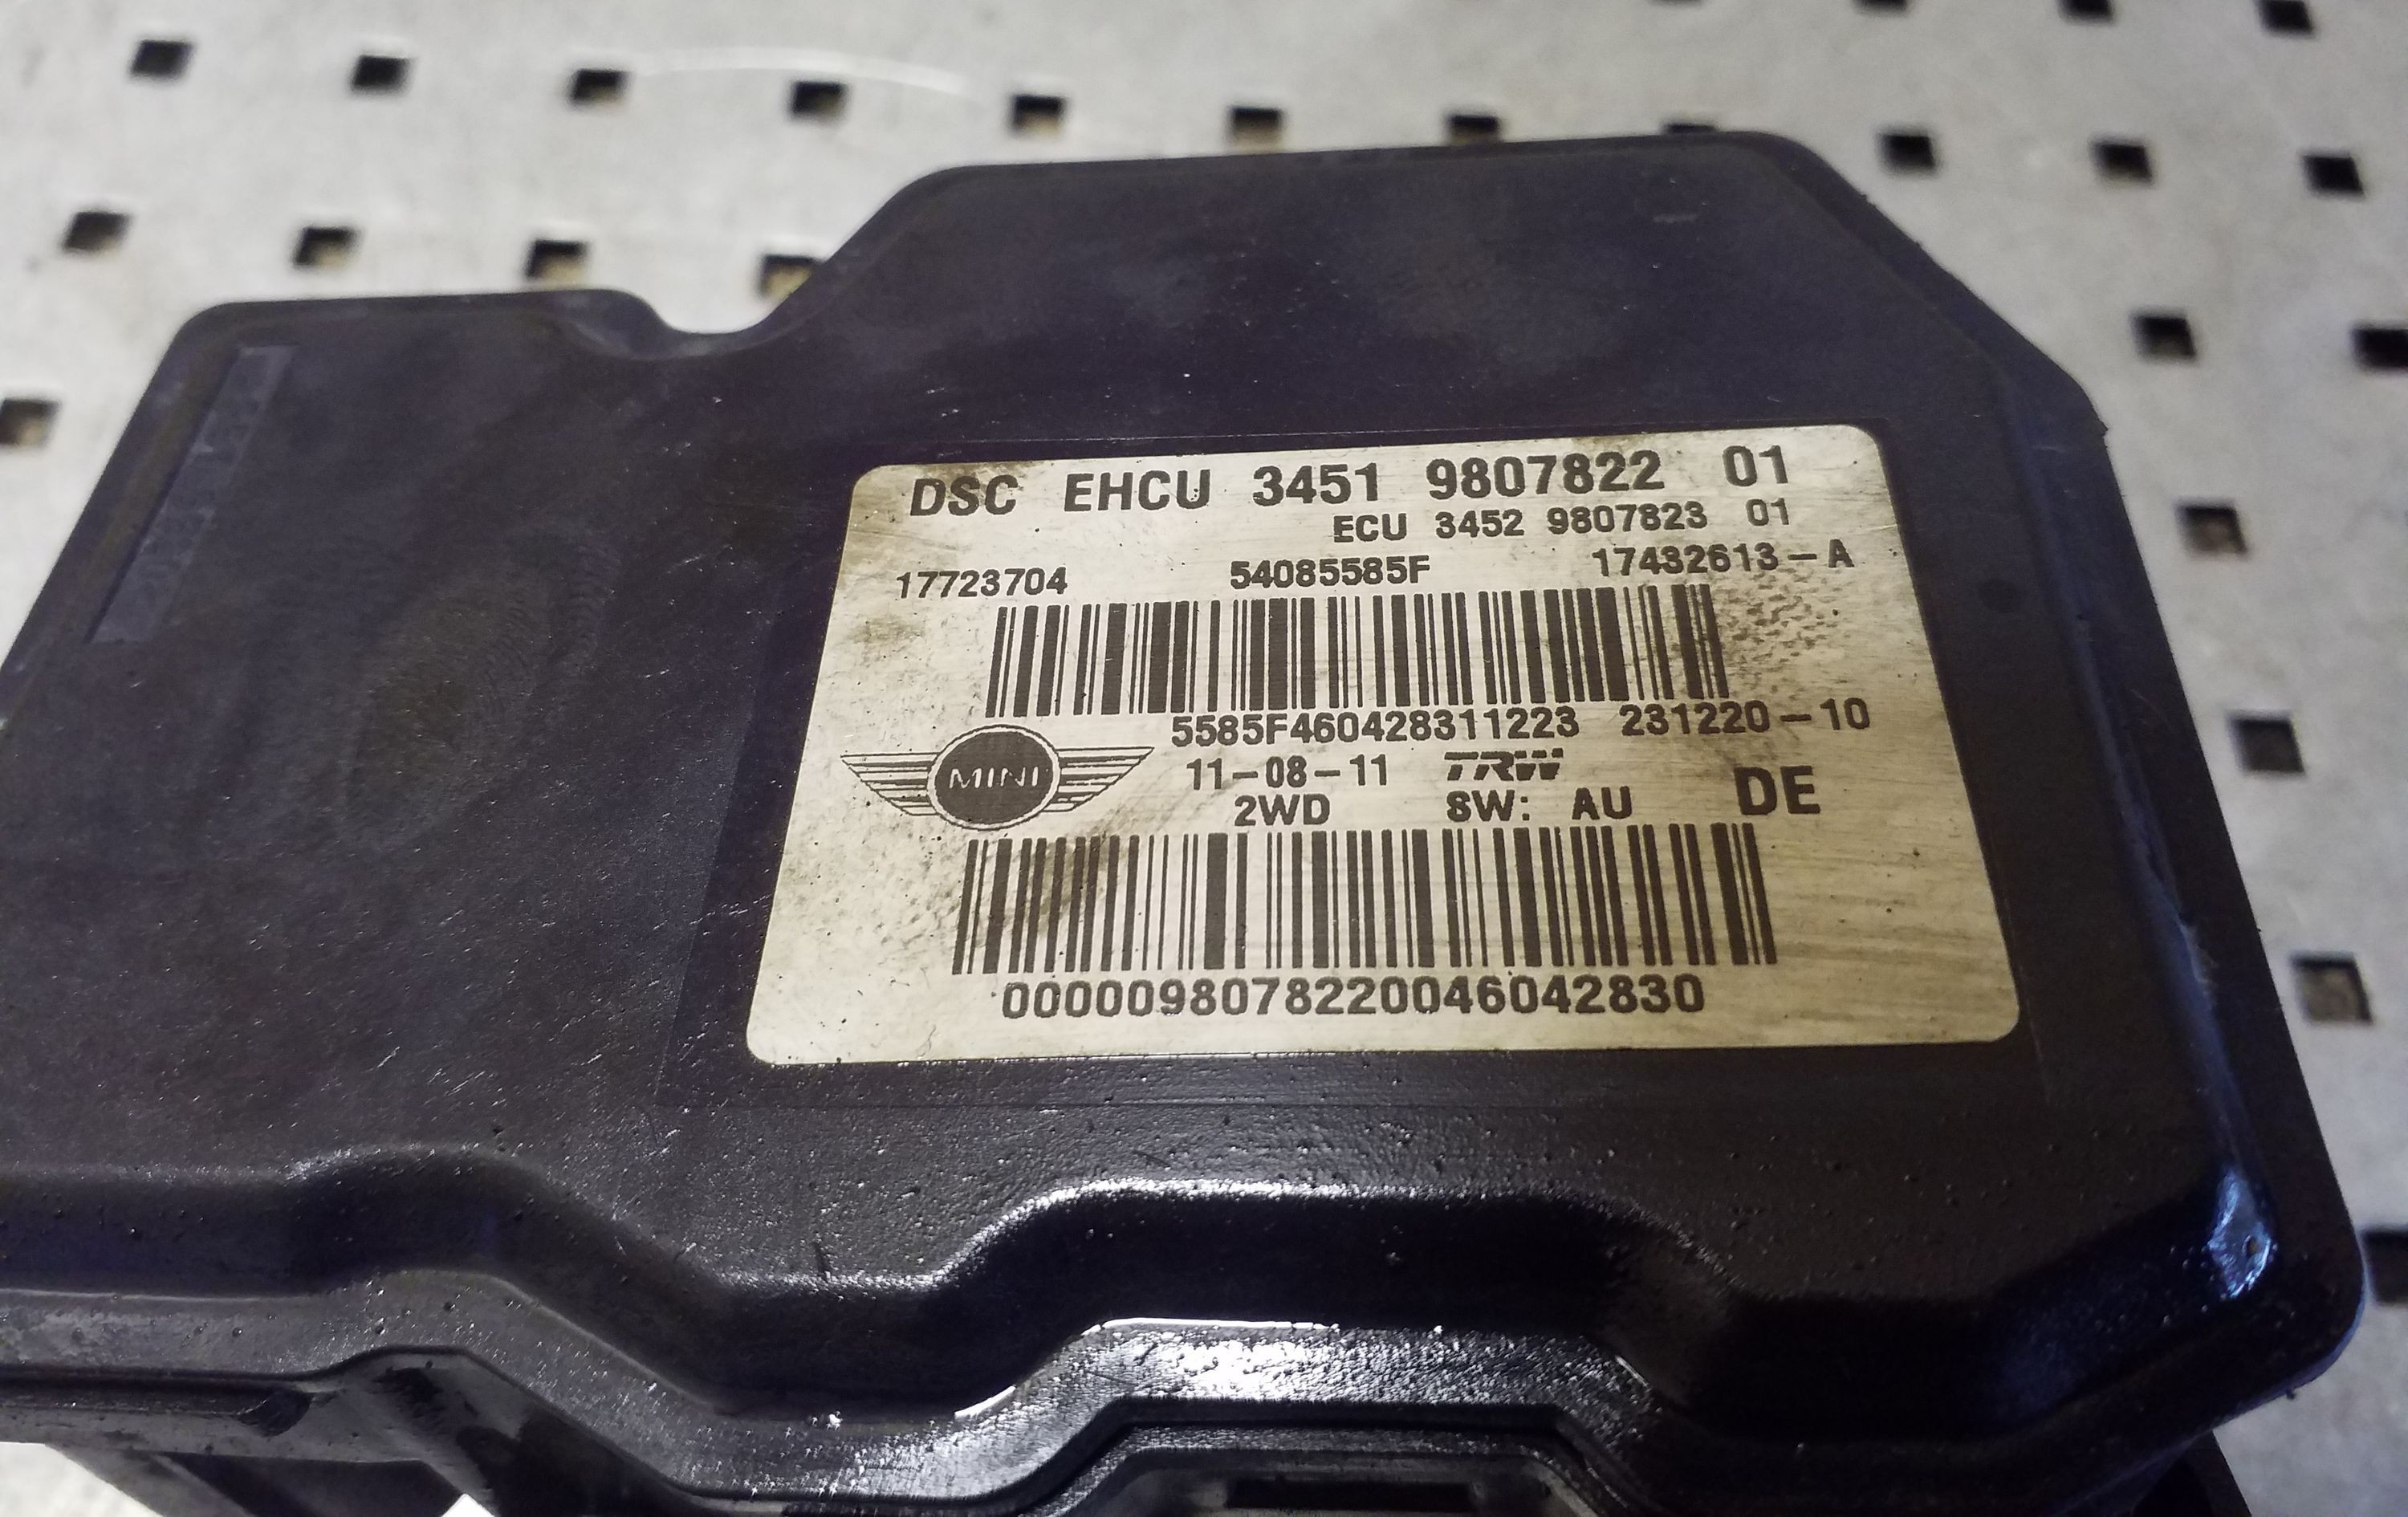 DSC EHCU 3451 9807822 01
ECU 3452 9807823 01
17723704 54085585F 17432613-A
5585F460428311223 231220-10
MINI 11-08-11 TRW
2WD SW: AU DE
0000098078220046042830